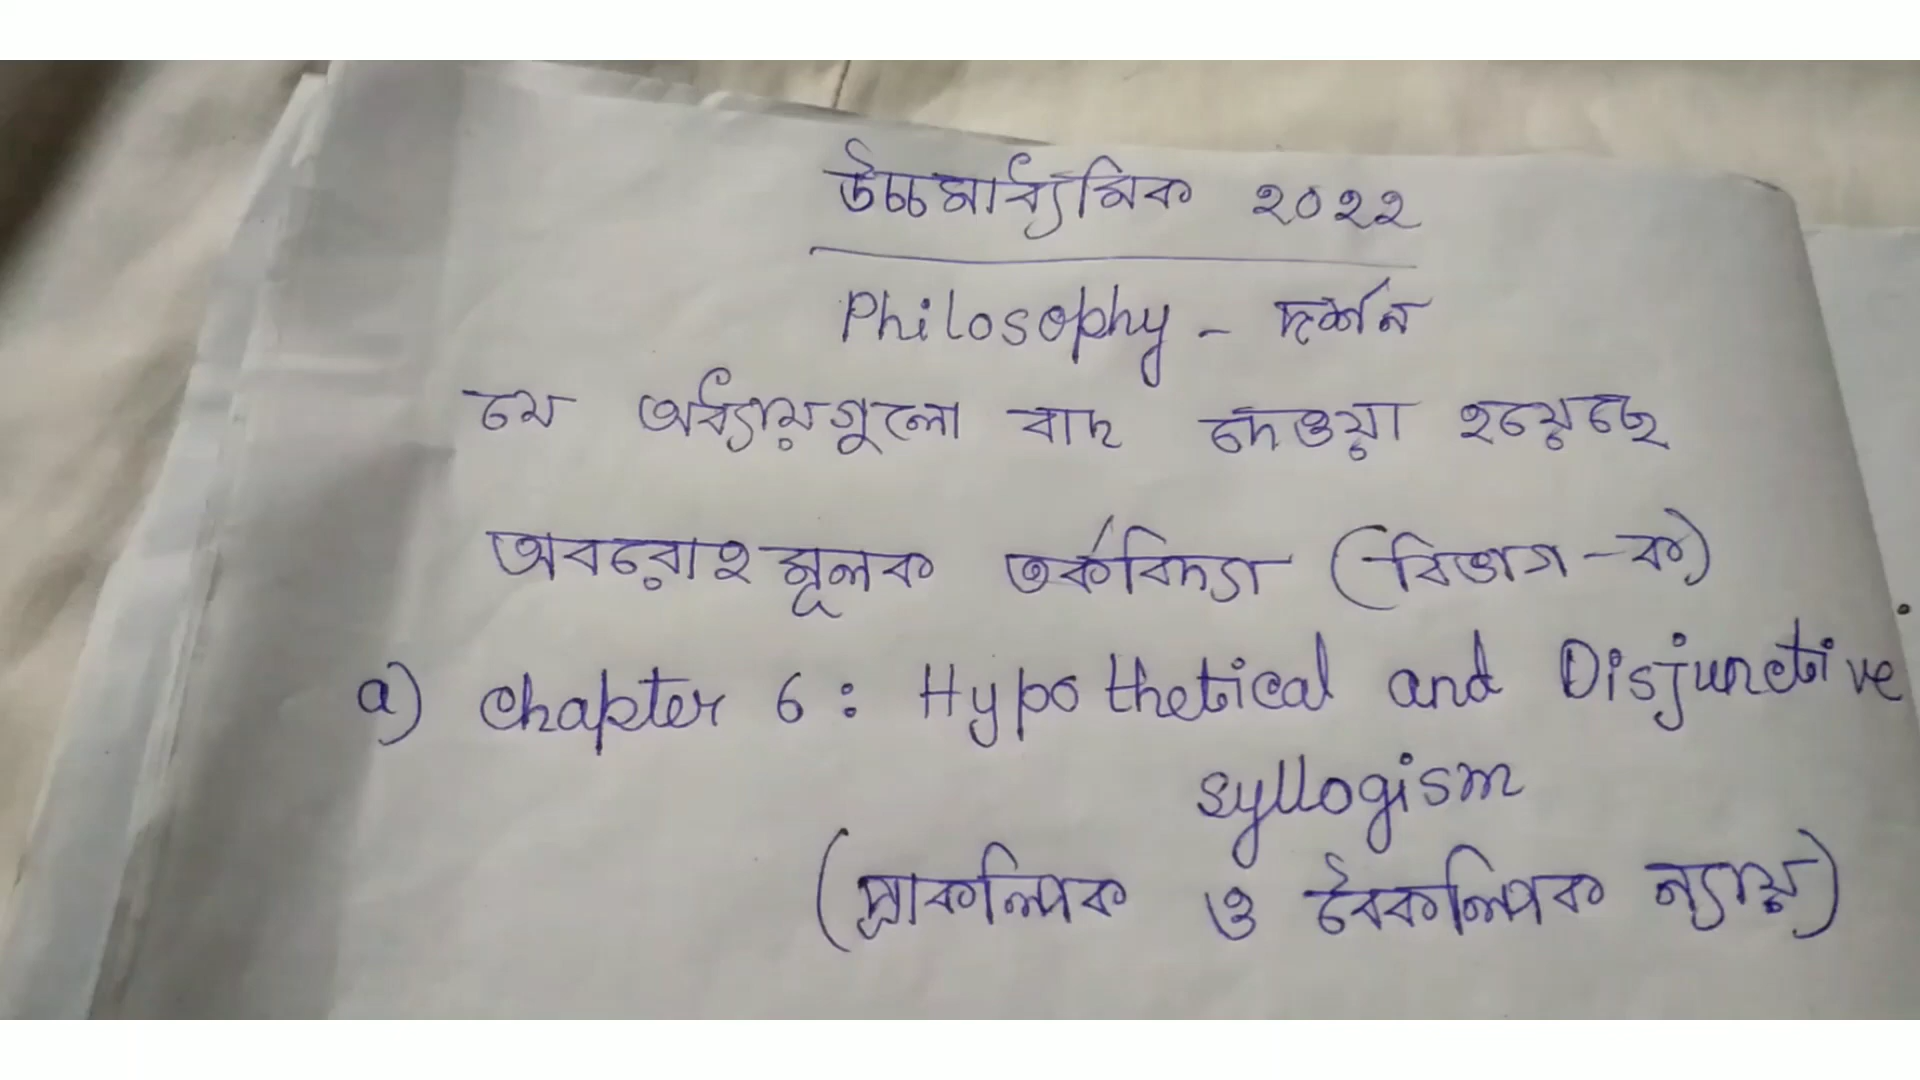 উচ্চমাধ্যমিক ২০২২
Philosophy - দর্শন
যে অধ্যায়গুলো বাদ দেওয়া হয়েছে
অবরোহমূলক তর্কবিদ্যা (বিভাগ-ক)
a) chapter 6: Hypothetical and Disjunctive
syllogism
(প্রাকল্পিক ও বৈকল্পিক ন্যায়)